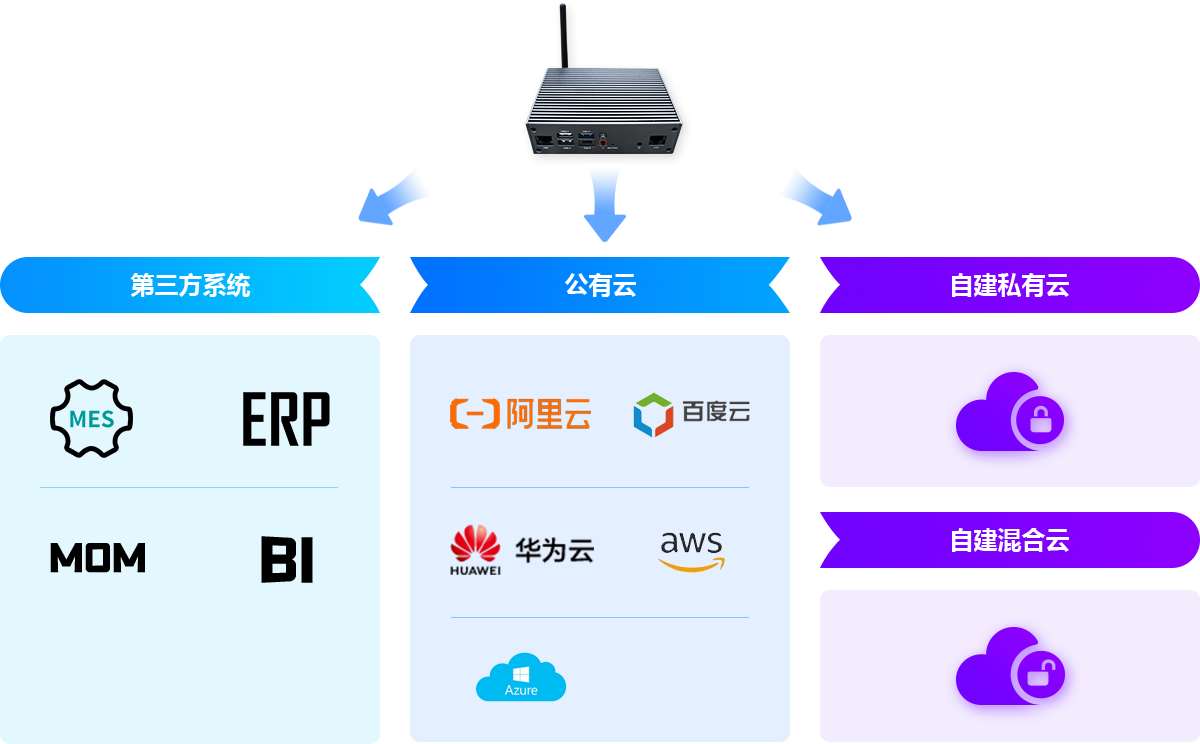 第三方系统
公有云
自建私有云
MES
ERP
MOM
BI
阿里云
百度云
HUAWEI
华为云
aws
Azure
自建混合云